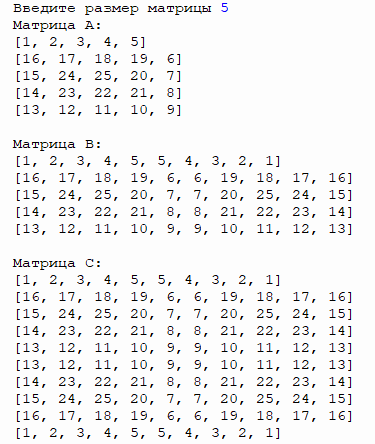 Введите размер матрицы 5
Матрица A:
[1, 2, 3, 4, 5]
[16, 17, 18, 19, 6]
[15, 24, 25, 20, 7]
[14, 23, 22, 21, 8]
[13, 12, 11, 10, 9]
Матрица B:
[1, 2, 3, 4, 5, 5, 4, 3, 2, 1]
[16, 17, 18, 19, 6, 6, 19, 18, 17, 16]
[15, 24, 25, 20, 7, 7, 20, 25, 24, 15]
[14, 23, 22, 21, 8, 8, 21, 22, 23, 14]
[13, 12, 11, 10, 9, 9, 10, 11, 12, 13]
Матрица C:
[1, 2, 3, 4, 5, 5, 4, 3, 2, 1]
[16, 17, 18, 19, 6, 6, 19, 18, 17, 16]
[15, 24, 25, 20, 7, 7, 20, 25, 24, 15]
[14, 23, 22, 21, 8, 8, 21, 22, 23, 14]
[13, 12, 11, 10, 9, 9, 10, 11, 12, 13]
[13, 12, 11, 10, 9, 9, 10, 11, 12, 13]
[14, 23, 22, 21, 8, 8, 21, 22, 23, 14]
[15, 24, 25, 20, 7, 7, 20, 25, 24, 15]
[16, 17, 18, 19, 6, 6, 19, 18, 17, 16]
[1, 2, 3, 4, 5, 5, 4, 3, 2, 1]